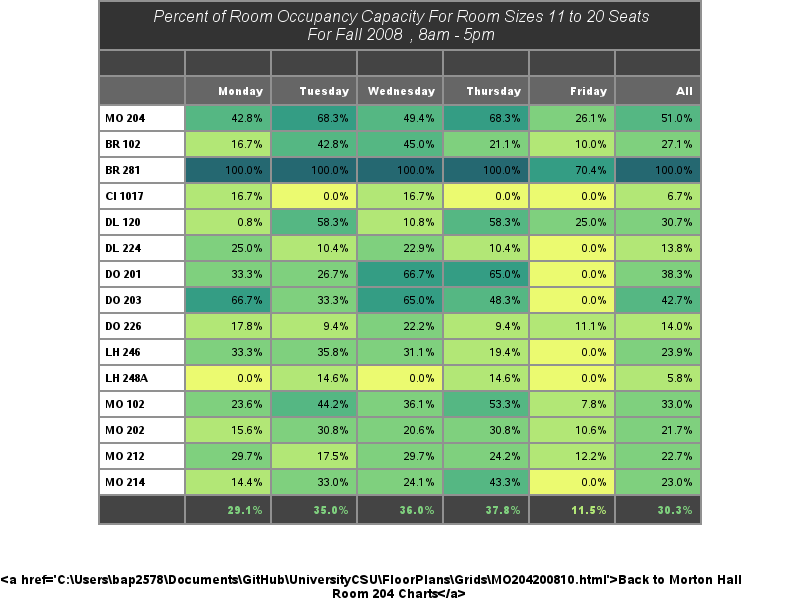 Percent of Room Occupancy Capacity For Room Sizes 11 to 20 Seats
For Fall 2008 , 8am - 5pm
Monday Tuesday Wednesday Thursday Friday All
MO 204 42.8% 68.3% 49.4% 68.3% 26.1% 51.0%
BR 102 16.7% 42.8% 45.0% 21.1% 10.0% 27.1%
BR 281 100.0% 100.0% 100.0% 100.0% 70.4% 100.0%
CI 1017 16.7% 0.0% 16.7% 0.0% 0.0% 6.7%
DL 120 0.8% 58.3% 10.8% 58.3% 25.0% 30.7%
DL 224 25.0% 10.4% 22.9% 10.4% 0.0% 13.8%
DO 201 33.3% 26.7% 66.7% 65.0% 0.0% 38.3%
DO 203 66.7% 33.3% 65.0% 48.3% 0.0% 42.7%
DO 226 17.8% 9.4% 22.2% 9.4% 11.1% 14.0%
LH 246 33.3% 35.8% 31.1% 19.4% 0.0% 23.9%
LH 248A 0.0% 14.6% 0.0% 14.6% 0.0% 5.8%
MO 102 23.6% 44.2% 36.1% 53.3% 7.8% 33.0%
MO 202 15.6% 30.8% 20.6% 30.8% 10.6% 21.7%
MO 212 29.7% 17.5% 29.7% 24.2% 12.2% 22.7%
MO 214 14.4% 33.0% 24.1% 43.3% 0.0% 23.0%
29.1% 35.0% 36.0% 37.8% 11.5% 30.3%
<a href='C:\Users\bap2578\Documents\GitHub\UniversityCSU\FloorPlans\Grids\MO204200810.html'>Back to Morton Hall
Room 204 Charts</a>